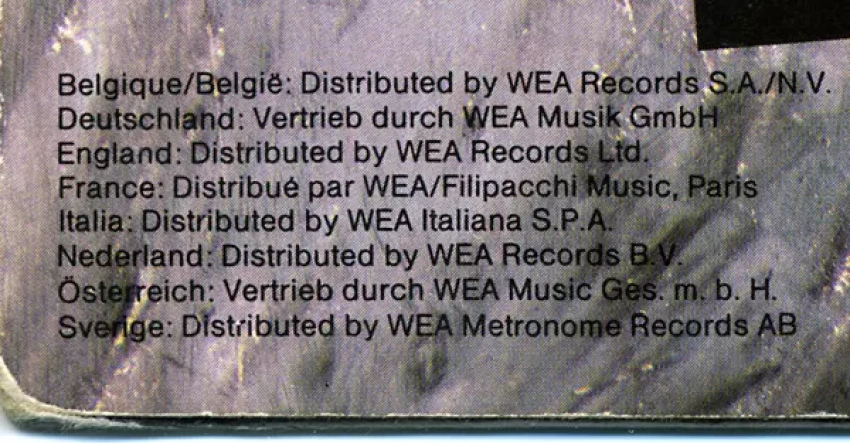 Belgique/België: Distributed by WEA Records S.A./N.V.
Deutschland: Vertrieb durch WEA Musik GmbH
England: Distributed by WEA Records Ltd.
France: Distribué par WEA/Filipacchi Music, Paris
Italia: Distributed by WEA Italiana S.P.A.
Nederland: Distributed by WEA Records B.V.
Österreich: Vertrieb durch WEA Music Ges. m. b. H.
Sverige: Distributed by WEA Metronome Records AB